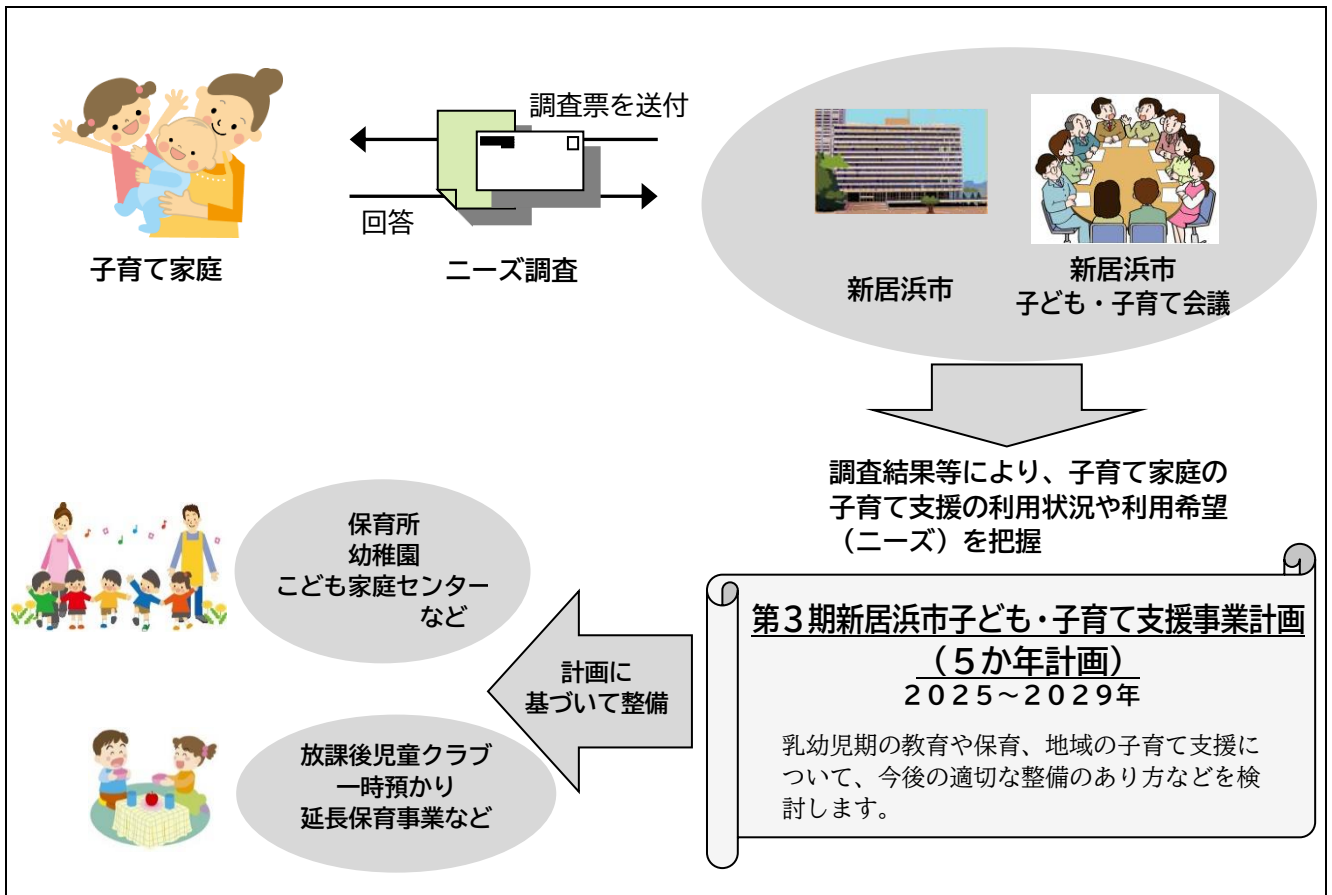 調査票を送付
回答
子育て家庭
ニーズ調査
新居浜市
新居浜市
子ども・子育て会議
調査結果等により、子育て家庭の
子育て支援の利用状況や利用希望
（ニーズ）を把握
第３期新居浜市子ども・子育て支援事業計画
（５か年計画）
２０２５～２０２９年
乳幼児期の教育や保育、地域の子育て支援に
ついて、今後の適切な整備のあり方などを検
討します。
計画に
基づいて整備
保育所
幼稚園
こども家庭センター
など
放課後児童クラブ
一時預かり
延長保育事業など